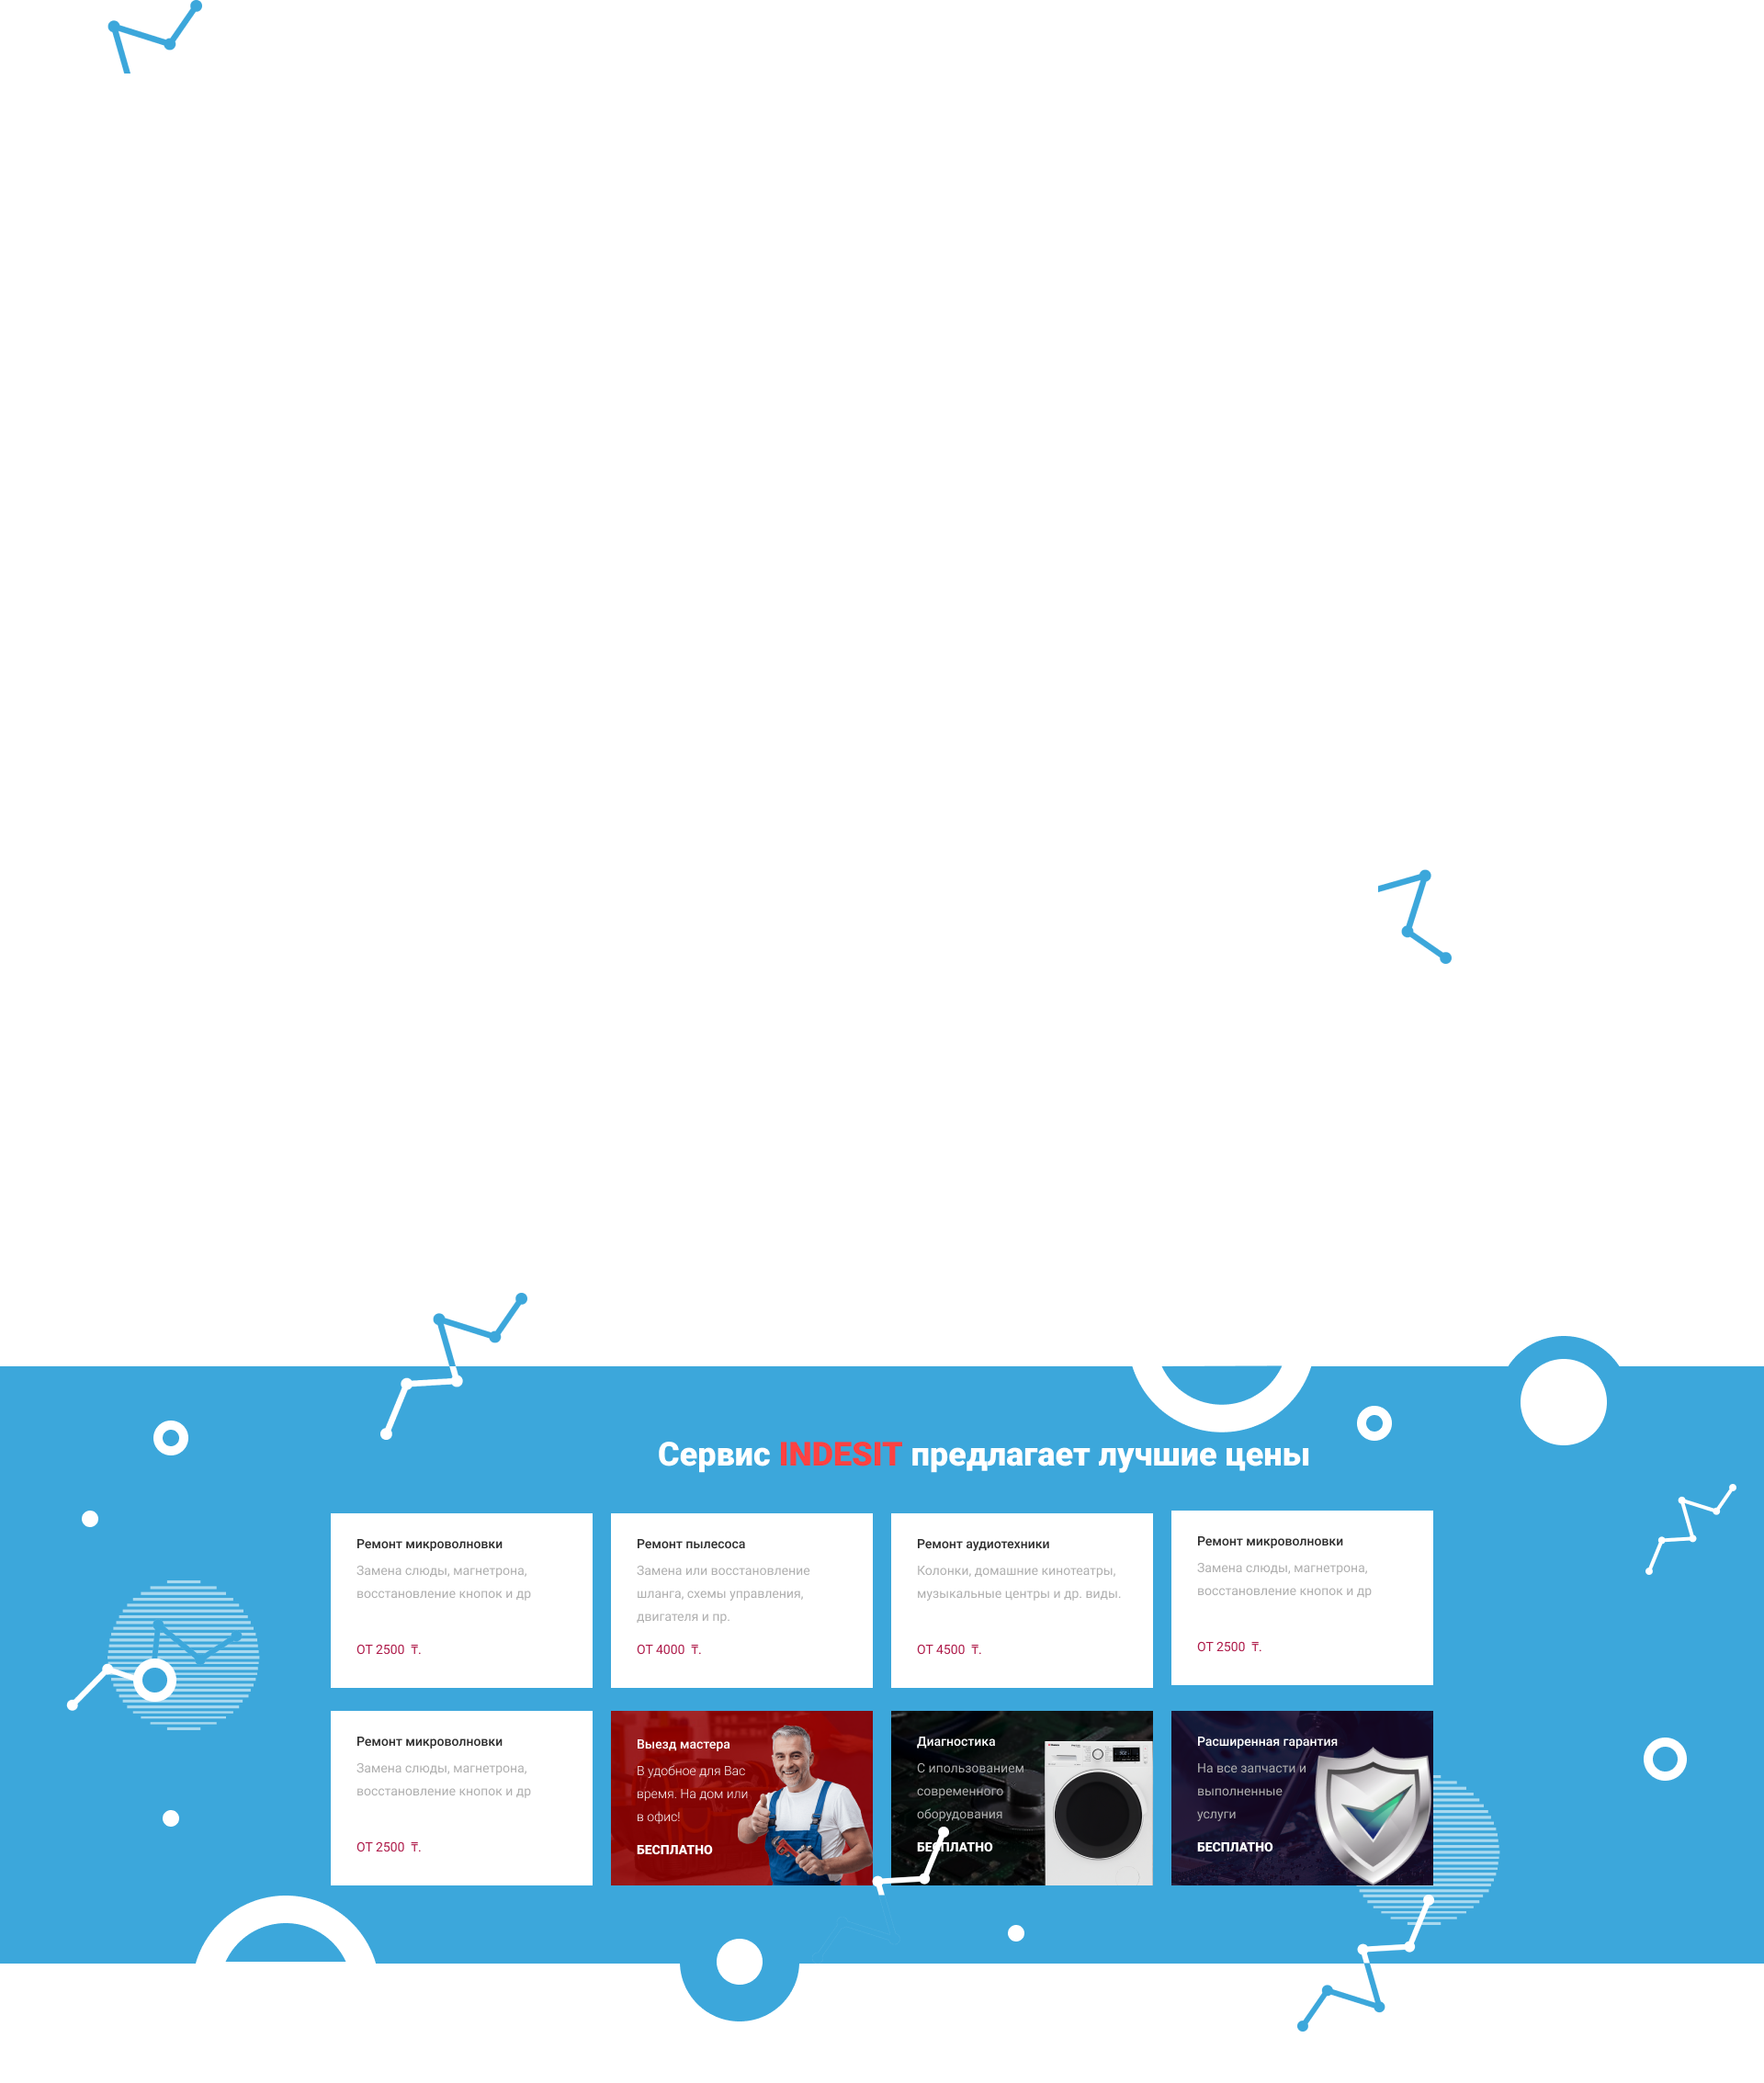 Сервис INDESIT предлагает лучшие цены
Ремонт микроволновки
Замена слюды, магнетрона,
восстановление кнопок и др
ОТ 2500 ₸.
Ремонт пылесоса
Замена или восстановление
шланга, схемы управления,
двигателя и пр.
ОТ 4000 ₸.
Ремонт аудиотехники
Колонки, домашние кинотеатры,
музыкальные центры и др. виды.
ОТ 4500 ₸.
Ремонт микроволновки
Замена слюды, магнетрона,
восстановление кнопок и др
ОТ 2500 ₸.
Ремонт микроволновки
Замена слюды, магнетрона,
восстановление кнопок и др
ОТ 2500 ₸.
Выезд мастера
В удобное для Вас
время. На дом или
в офис!
БЕСПЛАТНО
Диагностика
С ипользованием
современного
оборудования
БЕСПЛАТНО
Расширенная гарантия
На все запчасти и
выполненные
услуги
БЕСПЛАТНО